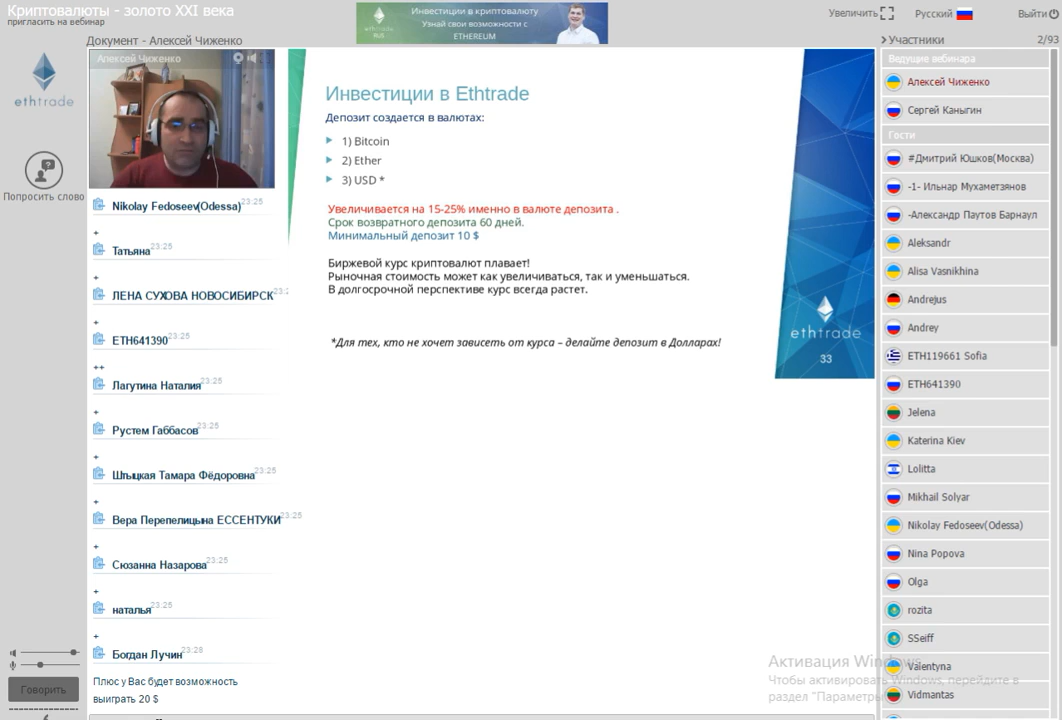 Криптовалюты - золото XXI века
пригласить на вебинар
Инвестиции в криптовалюту
Узнай свои возможности с
ETHEREUM
Увеличить
Русский
Выйти
Документ - Алексей Чиженко
Участники
2/93
ethtrade
Попросить слово
Говорить
Алексей Чиженко
Nikolay Fedoseev(Odessa) 23:25
+
Татьяна 23:25
+
ЛЕНА СУХОВА НОВОСИБИРСК 23:2
+
ETH641390 23:25
++
Лагутина Наталия 23:25
+
Рустем Габбасов 23:25
+
Штыцкая Тамара Фёдоровна 23:25
+
Вера Перепелицына ЕССЕНТУКИ 23:25
+
Сюзанна Назарова 23:25
+
наталья 23:25
+
Богдан Лучин 23:28
Плюс у Вас будет возможность
выиграть 20 $
Инвестиции в Ethtrade
Депозит создается в валютах:
1) Bitcoin
2) Ether
3) USD *
Увеличивается на 15-25% именно в валюте депозита .
Срок возвратного депозита 60 дней.
Минимальный депозит 10 $
Биржевой курс криптовалют плавает!
Рыночная стоимость может как увеличиваться, так и уменьшаться.
В долгосрочной перспективе курс всегда растет.
*Для тех, кто не хочет зависеть от курса – делайте депозит в Долларах!
ethtrade
33
Ведущие вебинара
Алексей Чиженко
Сергей Каныгин
Гости
#Дмитрий Юшков(Москва)
-1- Ильнар Мухаметзянов
-Александр Паутов Барнаул
Aleksandr
Alisa Vasnikhina
Andrejus
Andrey
ETH119661 Sofia
ETH641390
Jelena
Katerina Kiev
Lolitta
Mikhail Solyar
Nikolay Fedoseev(Odessa)
Nina Popova
Olga
rozita
SSeiff
Valentyna
Vidmantas
Активация Windows
Чтобы активировать Windows, перейдите в
раздел "Параметры